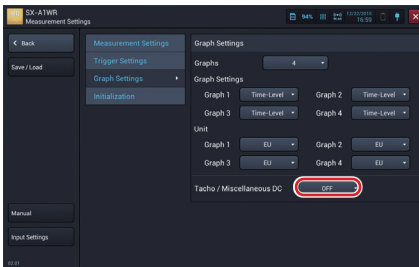 SX-A1WR
Measurement Settings
94%
16:59
Back
Save / Load
Manual
Input Settings
Measurement Settings
Trigger Settings
Graph Settings
Initialization
Graph Settings
Graphs 4
Graph Settings
Graph 1 Time-Level Graph 2 Time-Level
Graph 3 Time-Level Graph 4 Time-Level
Unit
Graph 1 EU Graph 2 EU
Graph 3 EU Graph 4 EU
Tacho / Miscellaneous DC OFF